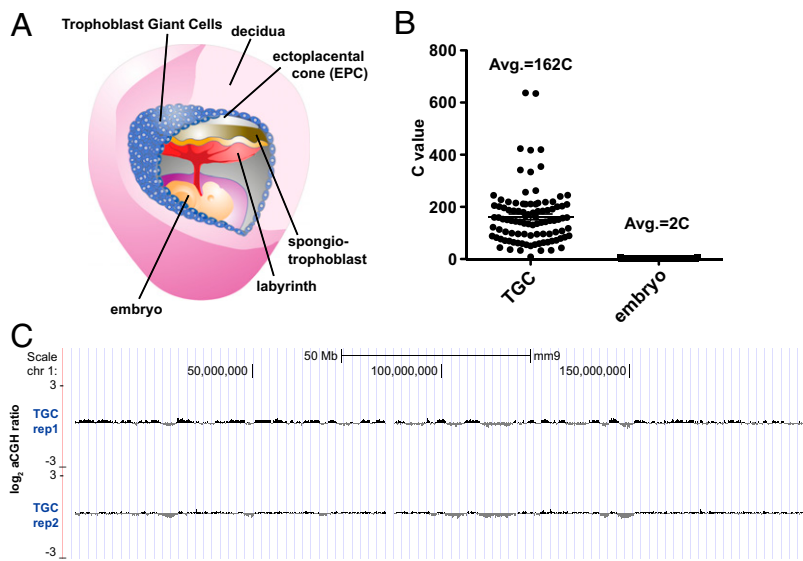 A
Trophoblast Giant Cells
decidua
ectoplacental
cone (EPC)
spongio-
trophoblast
labyrinth
embryo
B
800
600
400
200
0
C value
Avg.=162C
Avg.=2C
TGC
embryo
C
Scale
50 Mb
mm9
chr 1:
50,000,000
100,000,000
150,000,000
log2 aCGH ratio
3
TGC
rep1
-3
3
TGC
rep2
-3